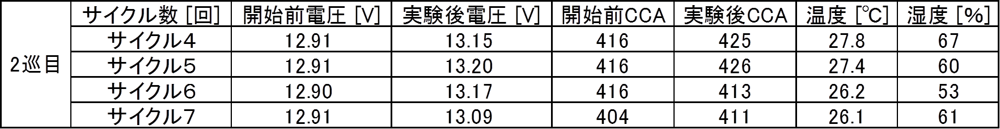 サイクル数 [回] 開始前電圧 [V] 実験後電圧 [V] 開始前CCA 実験後CCA 温度 [℃] 湿度 [%]
2巡目
サイクル4 12.91 13.15 416 425 27.8 67
サイクル5 12.91 13.20 416 426 27.4 60
サイクル6 12.90 13.17 416 413 26.2 53
サイクル7 12.91 13.09 404 411 26.1 61